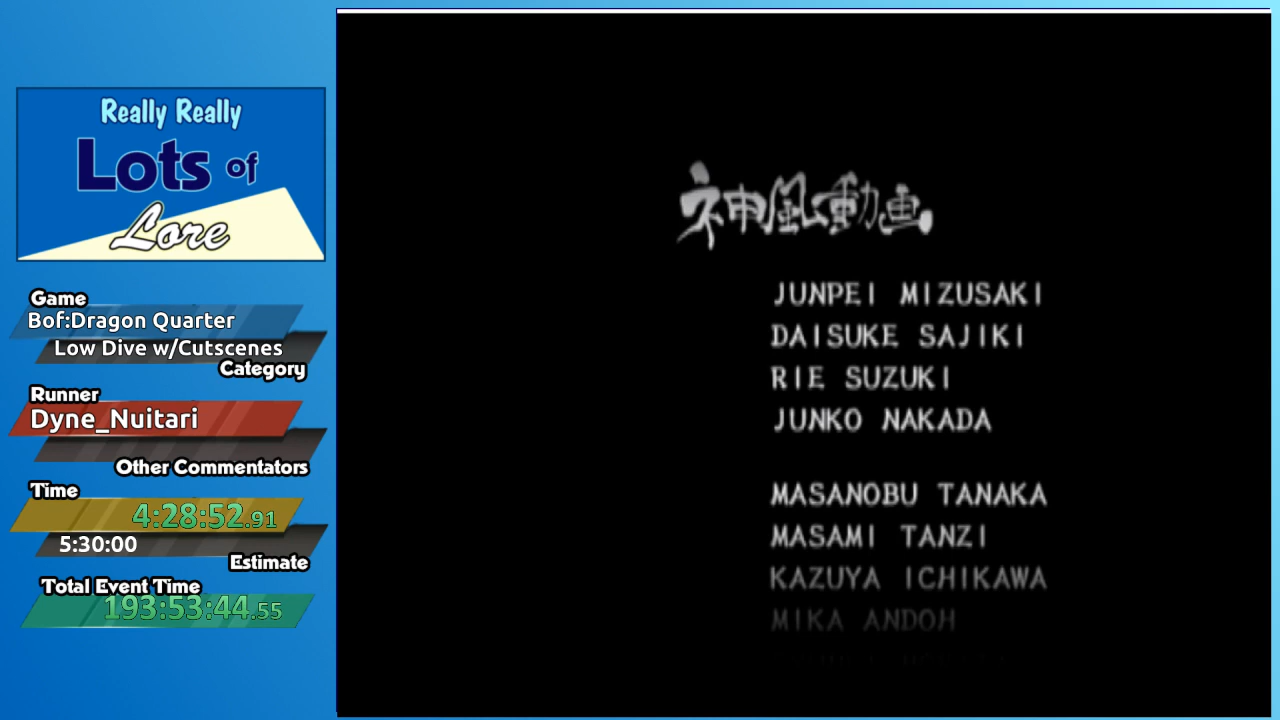 Really Really
Lots of
Lore
Game
Bof:Dragon Quarter
Low Dive w/Cutscenes
Category
Runner
Dyne_Nuitari
Other Commentators
Time
4:28:52.91
5:30:00
Estimate
Total Event Time
193:53:44.55
神風動画
JUNPEI MIZUSAKI
DAISUKE SAJIKI
RIE SUZUKI
JUNKO NAKADA
MASANOBU TANAKA
MASAMI TANZI
KAZUYA ICHIKAWA
MIKA ANDOH